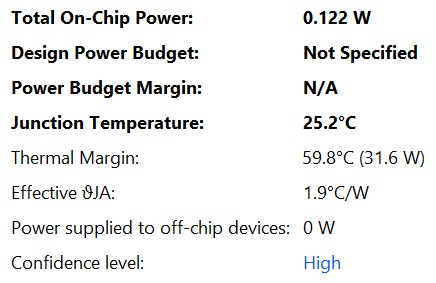 Total On-Chip Power: 0.122 W
Design Power Budget: Not Specified
Power Budget Margin: N/A
Junction Temperature: 25.2°C
Thermal Margin: 59.8°C (31.6 W)
Effective ϑJA: 1.9°C/W
Power supplied to off-chip devices: 0 W
Confidence level: High